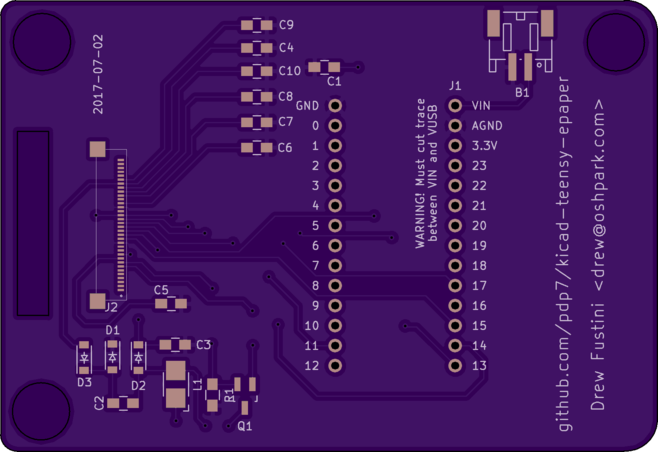 2017-07-02
C9
C4
C10
C8
C7
C6
C1
J2
C5
D1
D3
D2
C3
C2
L1
R1
Q1
GND
0
1
2
3
4
5
6
7
8
9
10
11
12
WARNING! Must cut trace
between VIN and VUSB
J1
VIN
AGND
3.3V
23
22
21
20
19
18
17
16
15
14
13
B1
github.com/pdp7/kicad-teensy-epaper
Drew Fustini <drew@oshpark.com>